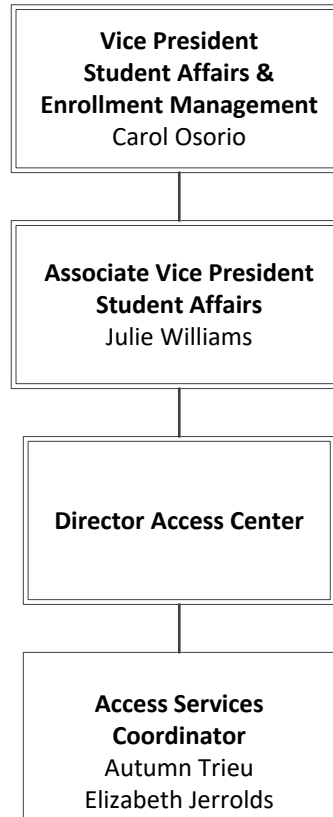 Vice President
Student Affairs &
Enrollment Management
Carol Osorio
Associate Vice President
Student Affairs
Julie Williams
Director Access Center
Access Services
Coordinator
Autumn Trieu
Elizabeth Jerrolds